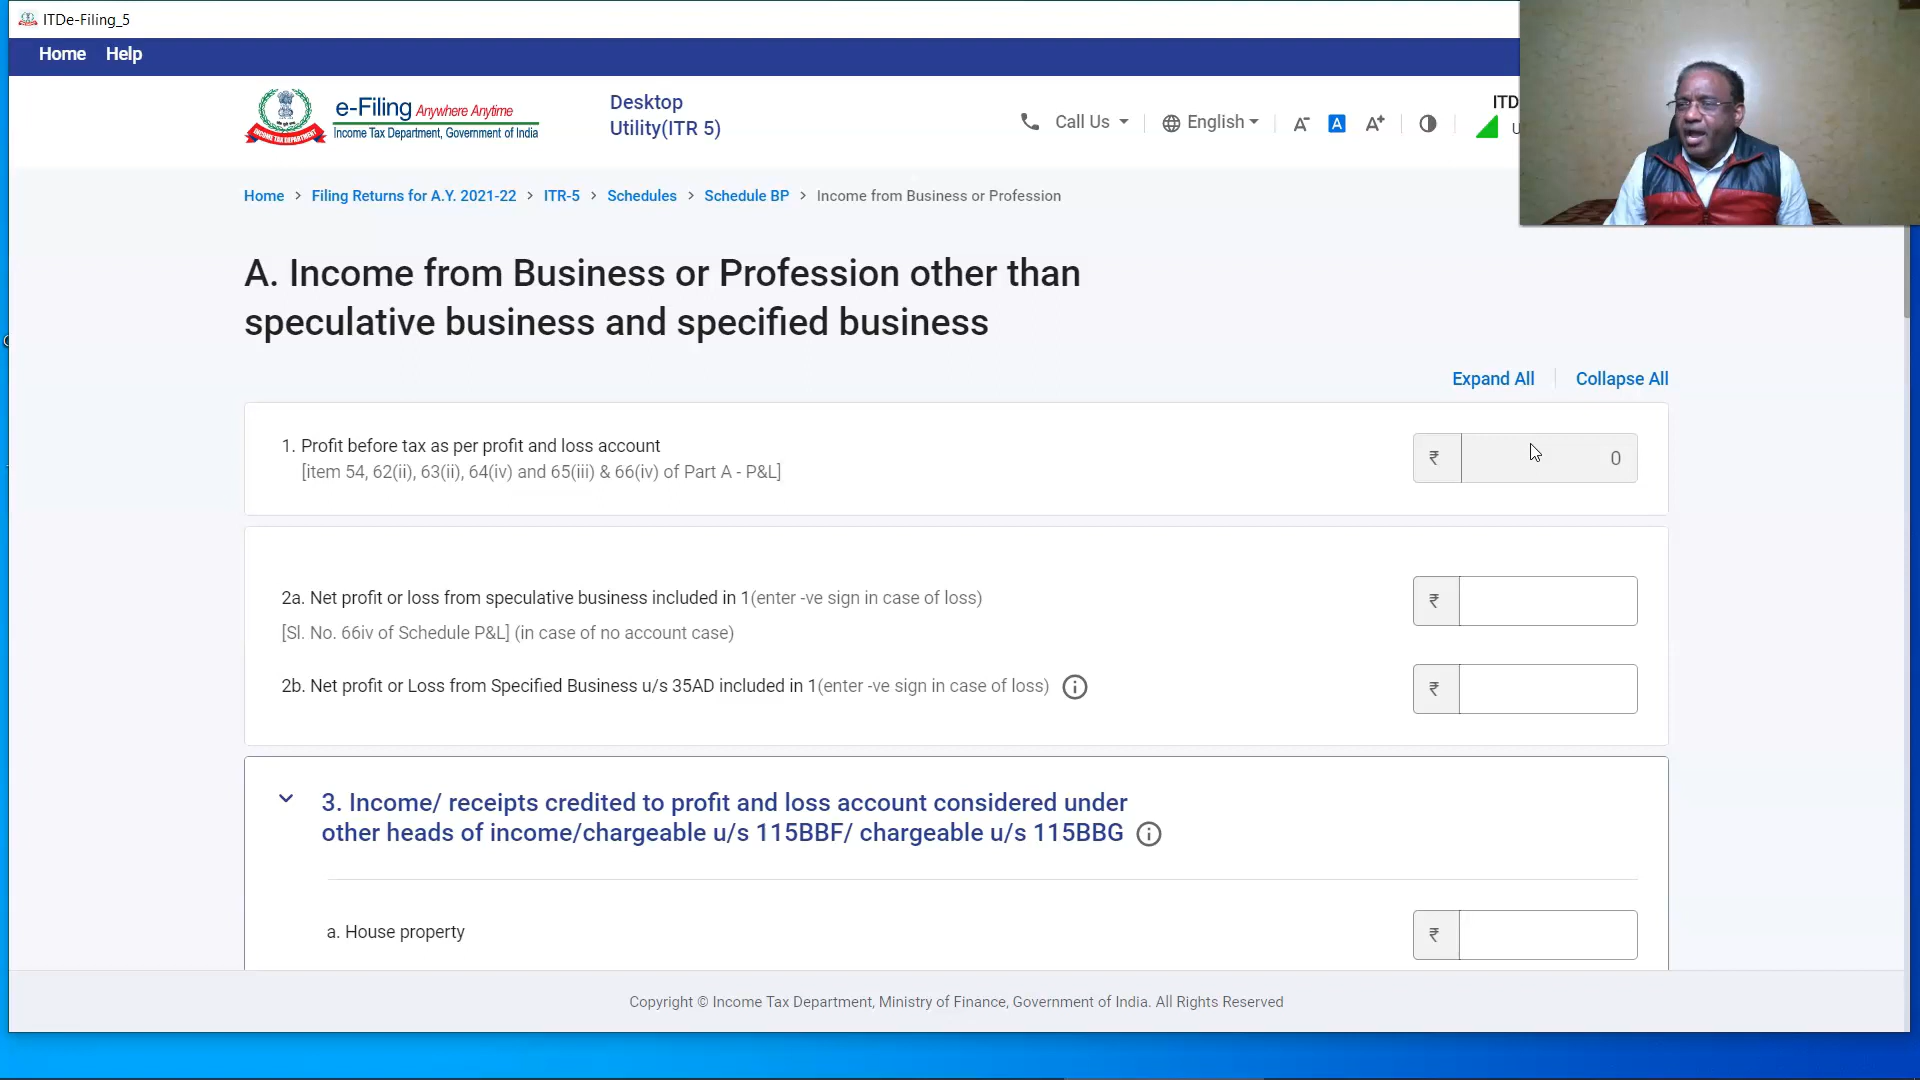 ITDe-Filing_5
Home Help
e-Filing Anywhere Anytime
Income Tax Department, Government of India
INCOME TAX DEPARTMENT
Desktop
Utility(ITR 5)
Call Us
English
A-
A
A+
ITD
U
Home > Filing Returns for A.Y. 2021-22 > ITR-5 > Schedules > Schedule BP > Income from Business or Profession
A. Income from Business or Profession other than
speculative business and specified business
Expand All
Collapse All
1. Profit before tax as per profit and loss account
[item 54, 62(ii), 63(ii), 64(iv) and 65(iii) & 66(iv) of Part A - P&L]
₹ 0
2a. Net profit or loss from speculative business included in 1(enter -ve sign in case of loss)
₹
[Sl. No. 66iv of Schedule P&L] (in case of no account case)
2b. Net profit or Loss from Specified Business u/s 35AD included in 1(enter -ve sign in case of loss)
₹
3. Income/ receipts credited to profit and loss account considered under
other heads of income/chargeable u/s 115BBF/ chargeable u/s 115BBG
a. House property
₹
Copyright © Income Tax Department, Ministry of Finance, Government of India. All Rights Reserved